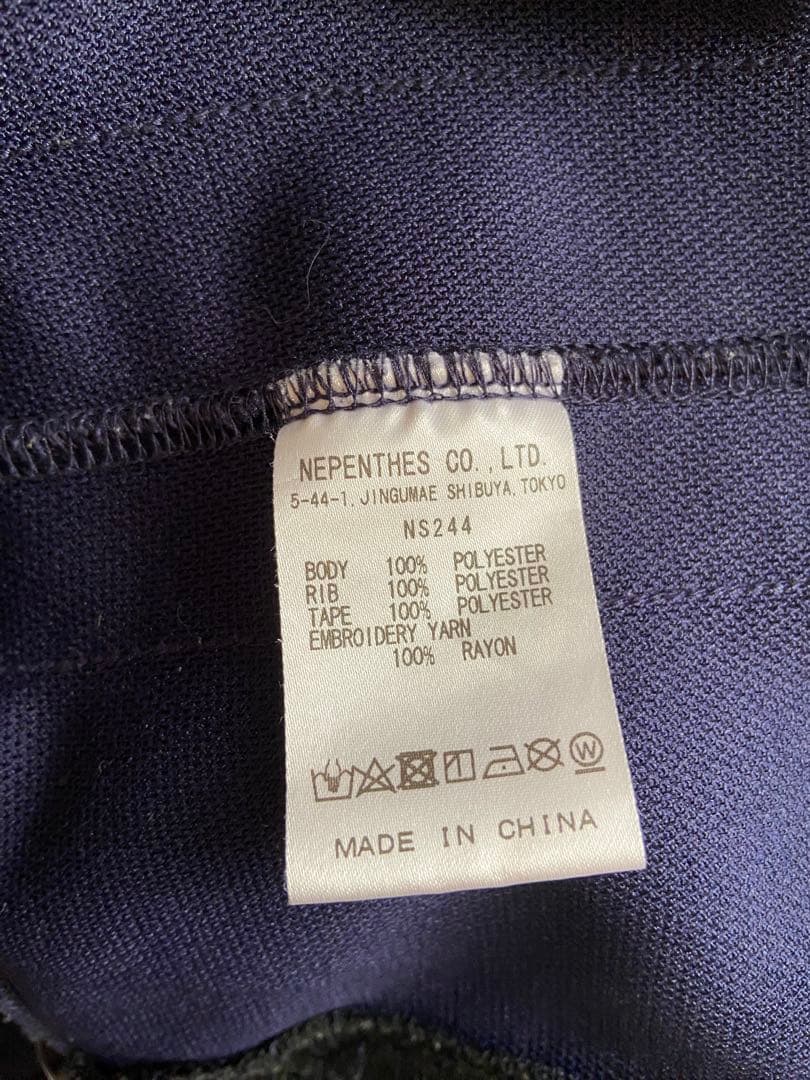 NEPENTHES CO., LTD.
5-44-1, JINGUMAE SHIBUYA, TOKYO
NS244
BODY 100% POLYESTER
RIB 100% POLYESTER
TAPE 100% POLYESTER
EMBROIDERY YARN
100% RAYON
W
MADE IN CHINA